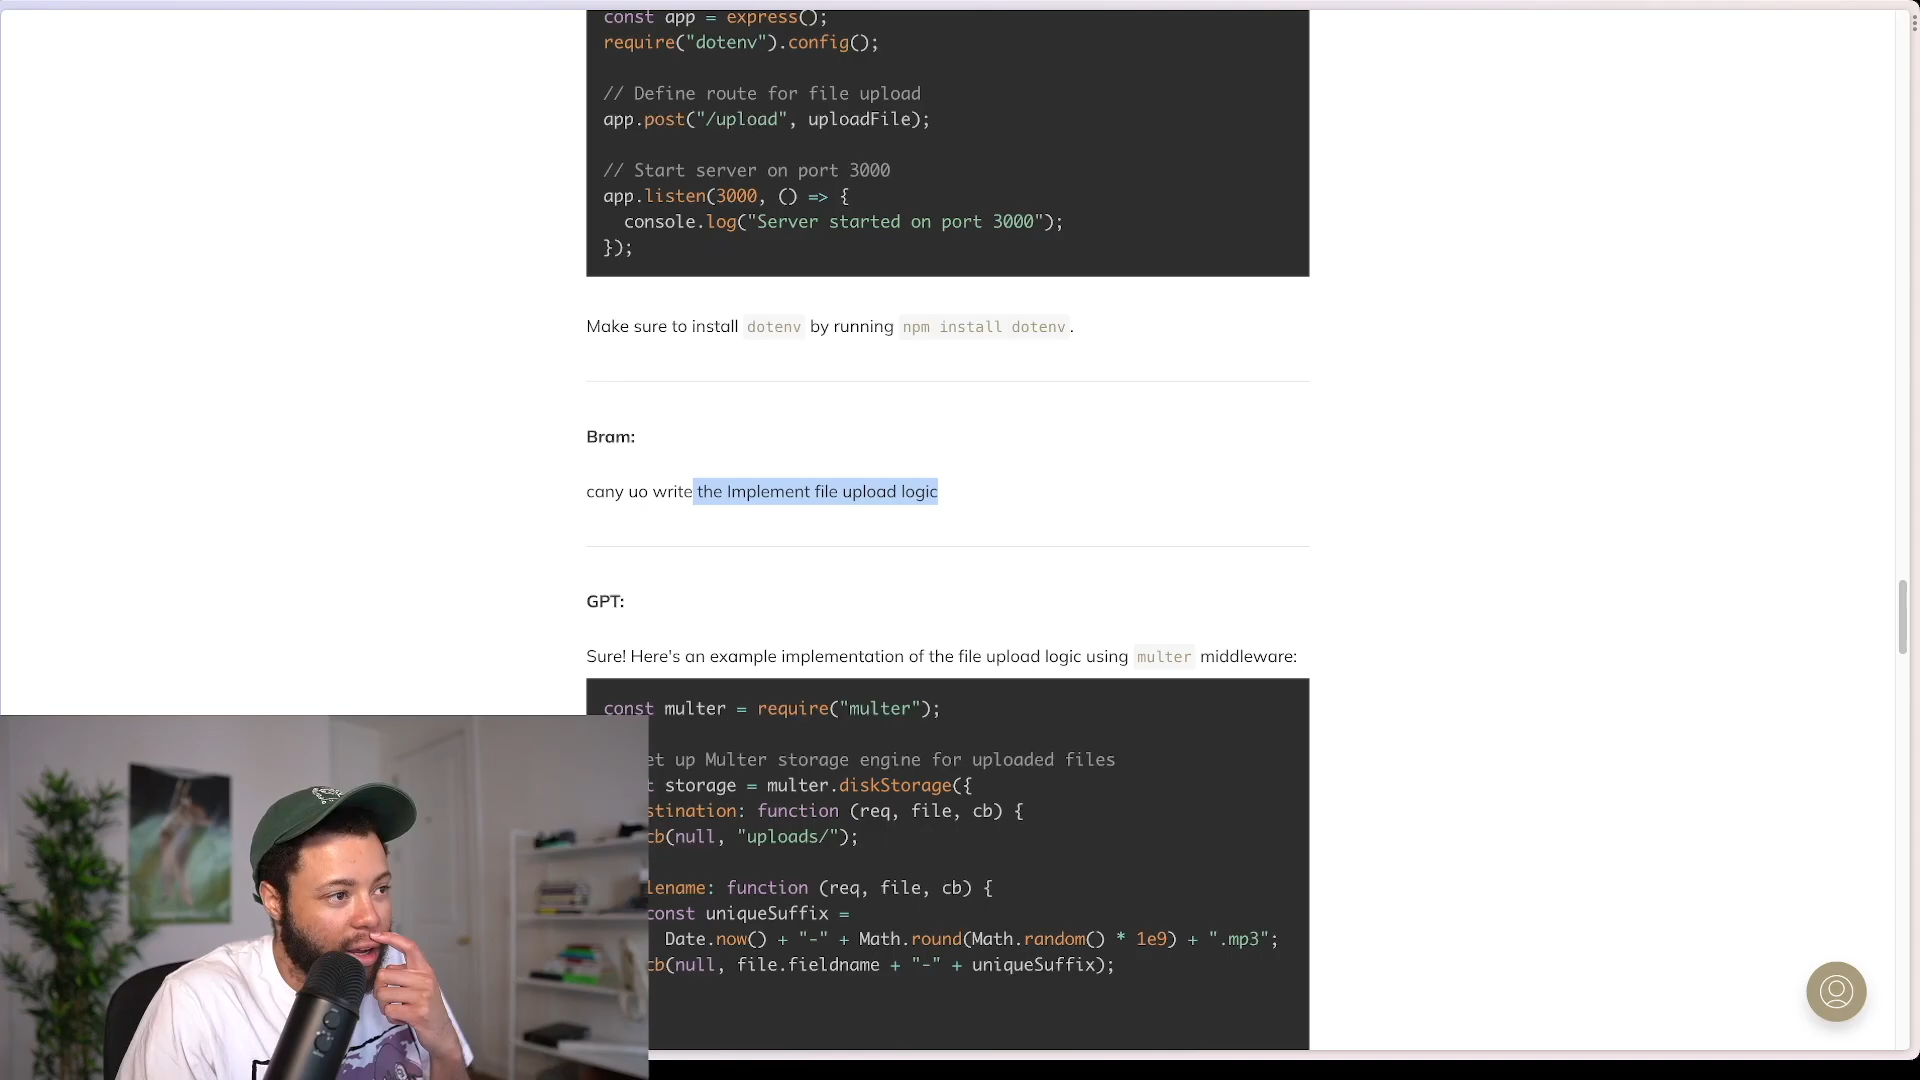 const app = express();
require("dotenv").config();
// Define route for file upload
app.post("/upload", uploadFile);
// Start server on port 3000
app.listen(3000, () => {
console.log("Server started on port 3000");
});
Make sure to install dotenv by running npm install dotenv.
Bram:
cany uo write the Implement file upload logic
GPT:
Sure! Here's an example implementation of the file upload logic using multer middleware:
const multer = require("multer");
et up Multer storage engine for uploaded files
t storage = multer.diskStorage({
stination: function (req, file, cb) {
cb(null, "uploads/");
lename: function (req, file, cb) {
const uniqueSuffix =
Date.now() + "-" + Math.round(Math.random() * 1e9) + ".mp3";
cb(null, file.fieldname + "-" + uniqueSuffix);